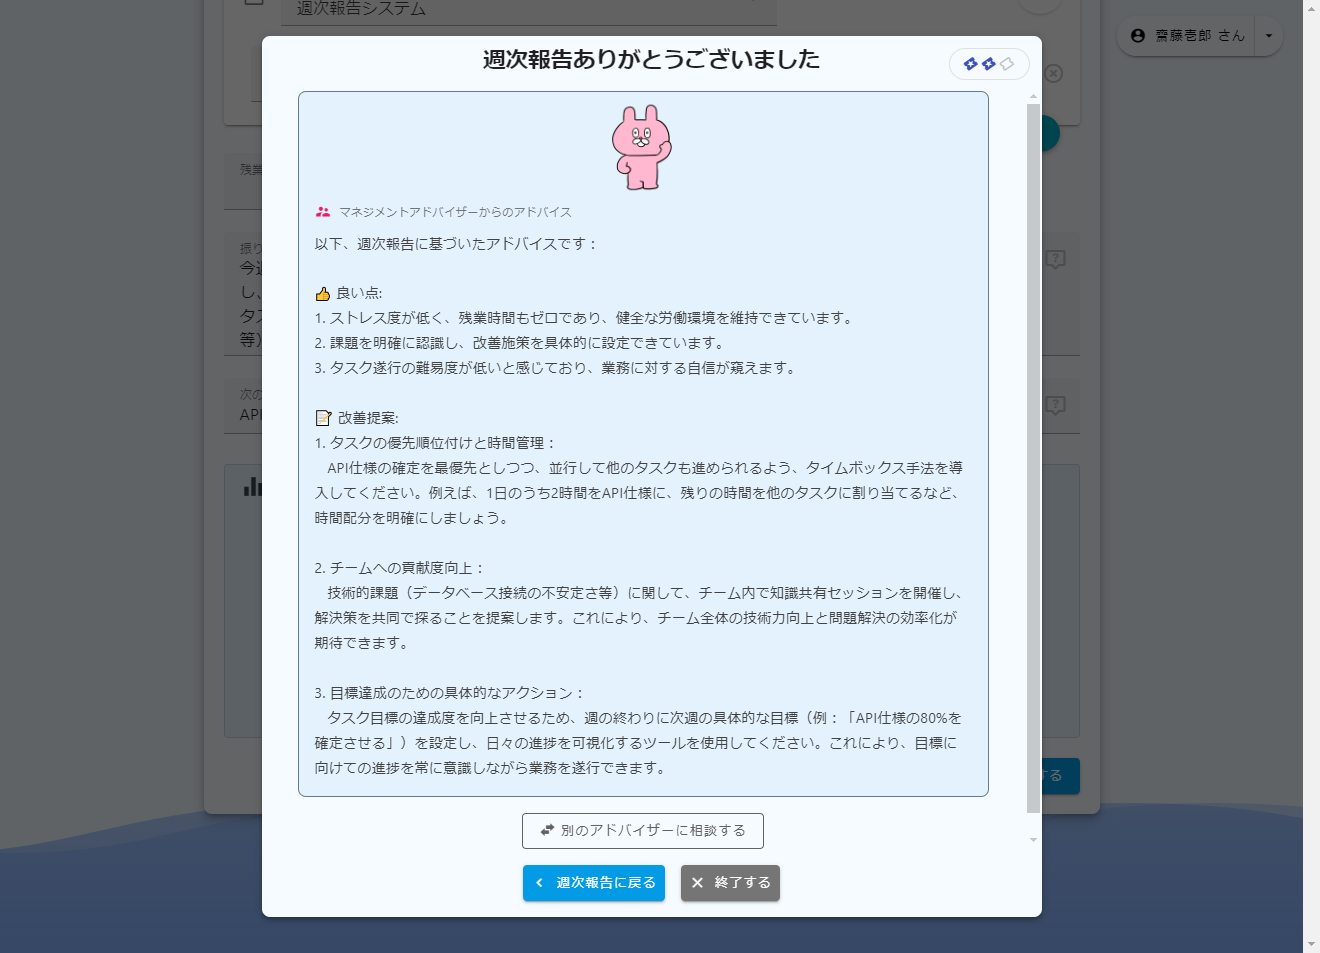 週次報告システム
齋藤壱郎 さん
週次報告ありがとうございました
残業
マネジメントアドバイザーからのアドバイス
以下、週次報告に基づいたアドバイスです：
振り
今週
し、
タス
等）
👍 良い点:
1. ストレス度が低く、残業時間もゼロであり、健全な労働環境を維持できています。
2. 課題を明確に認識し、改善施策を具体的に設定できています。
3. タスク遂行の難易度が低いと感じており、業務に対する自信が窺えます。
次の
API
📝 改善提案:
1. タスクの優先順位付けと時間管理：
API仕様の確定を最優先としつつ、並行して他のタスクも進められるよう、タイムボックス手法を導
入してください。例えば、1日のうち2時間をAPI仕様に、残りの時間を他のタスクに割り当てるなど、
時間配分を明確にしましょう。
2. チームへの貢献度向上：
技術的課題（データベース接続の不安定さ等）に関して、チーム内で知識共有セッションを開催し、
解決策を共同で探ることを提案します。これにより、チーム全体の技術力向上と問題解決の効率化が
期待できます。
3. 目標達成のための具体的なアクション：
タスク目標の達成度を向上させるため、週の終わりに次週の具体的な目標（例：「API仕様の80%を
確定させる」）を設定し、日々の進捗を可視化するツールを使用してください。これにより、目標に
向けての進捗を常に意識しながら業務を遂行できます。
する
別のアドバイザーに相談する
週次報告に戻る
終了する